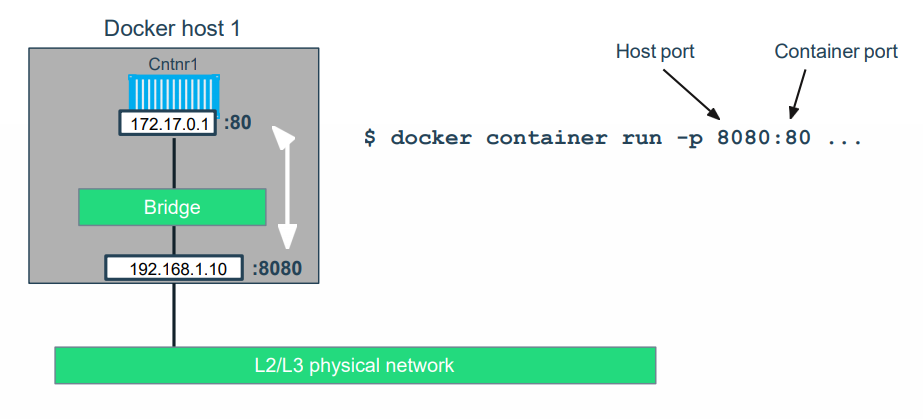 Docker host 1
Cntnr1
172.17.0.1 :80
Bridge
192.168.1.10 :8080
L2/L3 physical network
Host port
Container port
$ docker container run -p 8080:80 ...